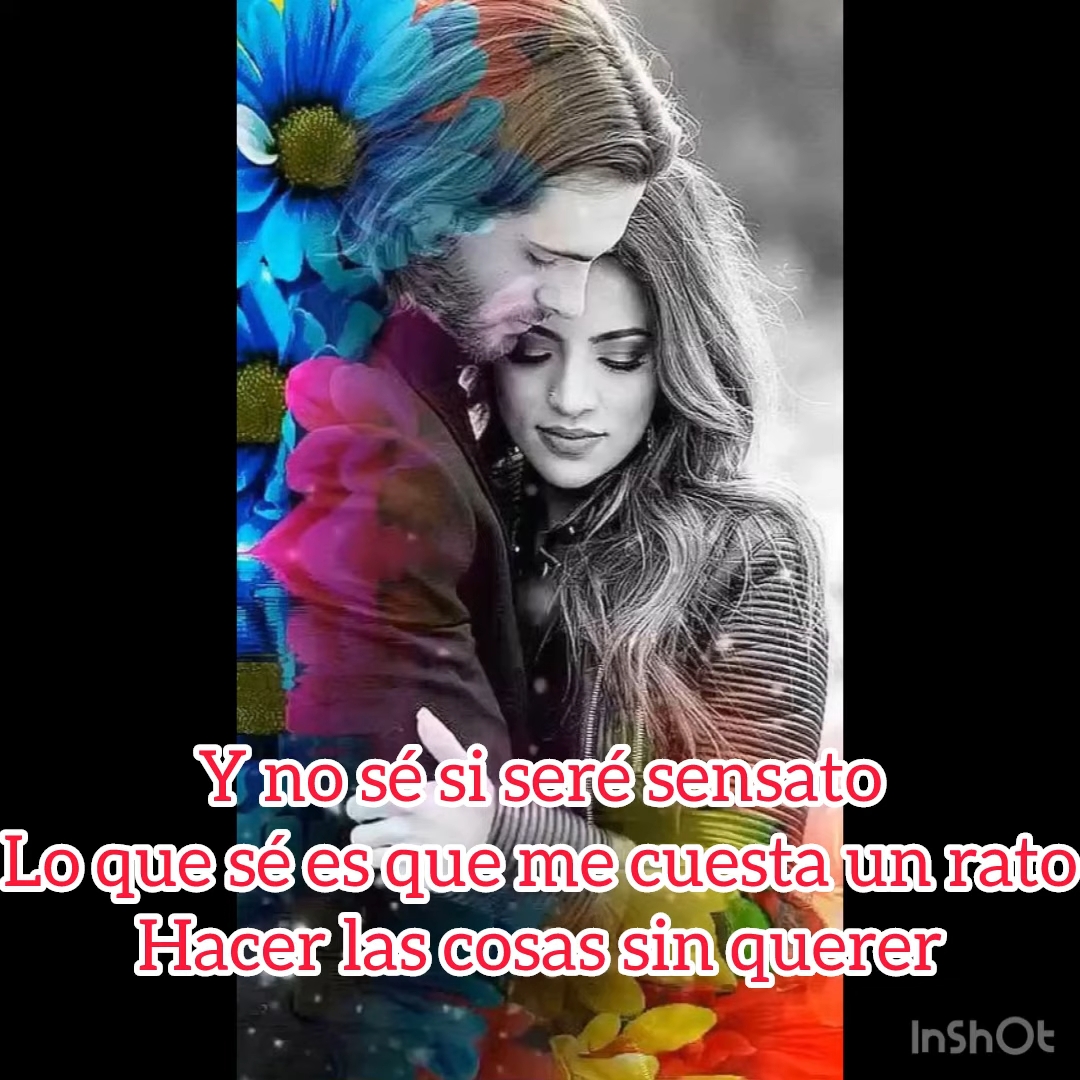 Y no sé si seré sensato
Lo que sé es que me cuesta un rato
Hacer las cosas sin querer
InShOt